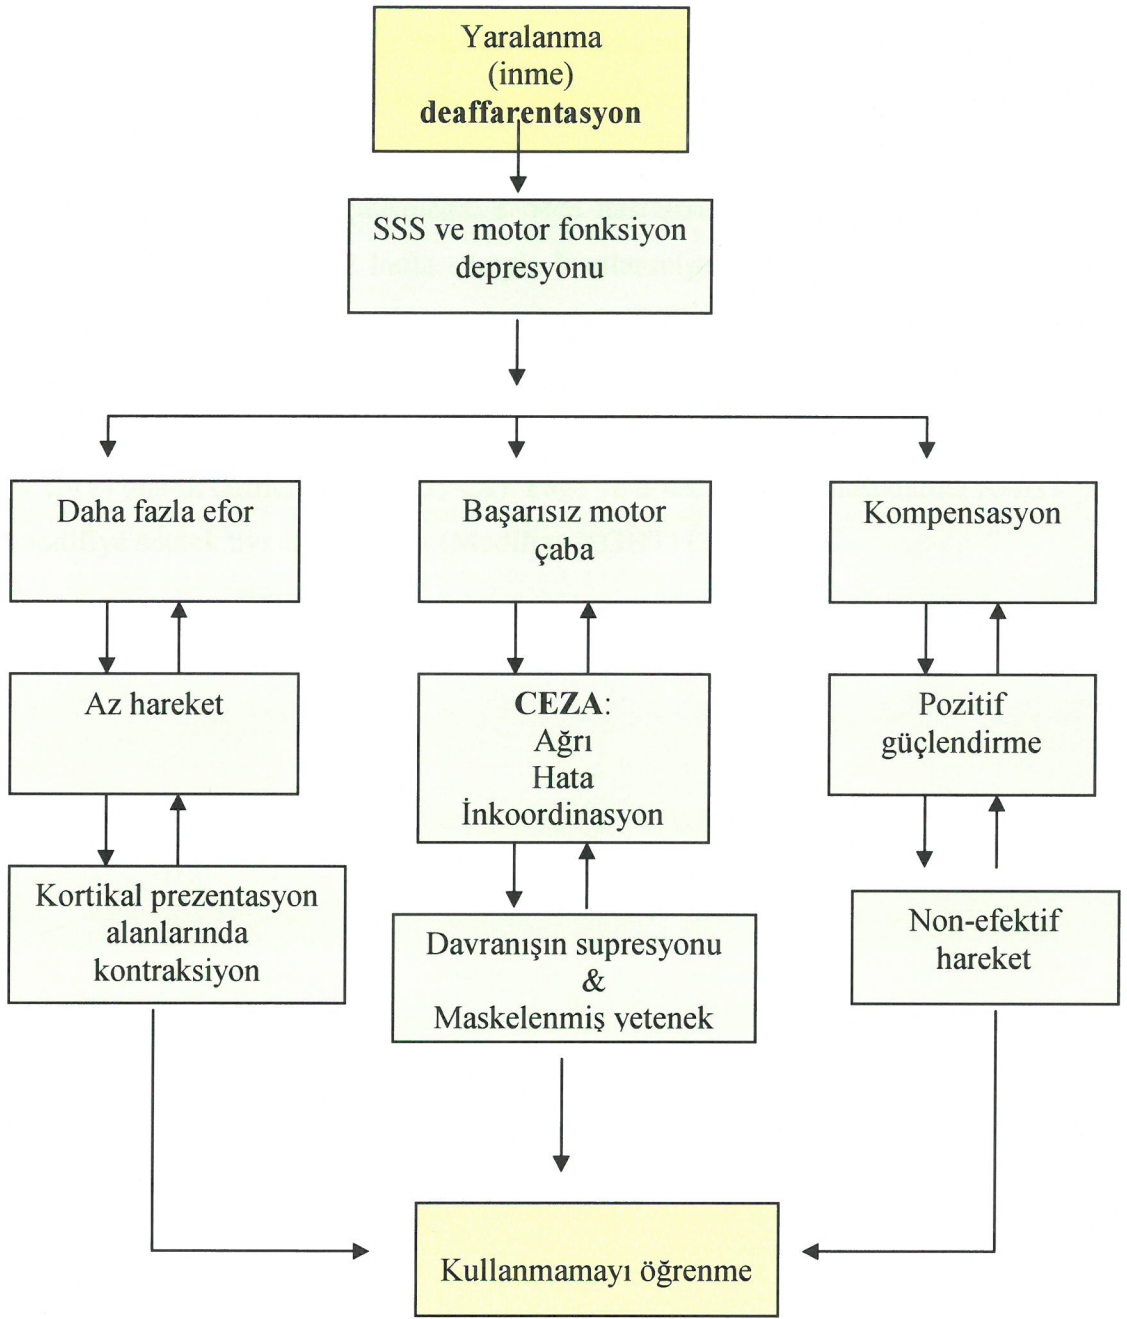 Yaralanma
(inme)
deaffarentasyon
SSS ve motor fonksiyon
depresyonu
Daha fazla efor
Başarısız motor
çaba
Kompensasyon
Az hareket
CEZA:
Ağrı
Hata
İnkoordinasyon
Pozitif
güçlendirme
Kortikal prezentasyon
alanlarında
kontraksiyon
Davranışın supresyonu
&
Maskelenmiş yetenek
Non-efektif
hareket
Kullanmamayı öğrenme